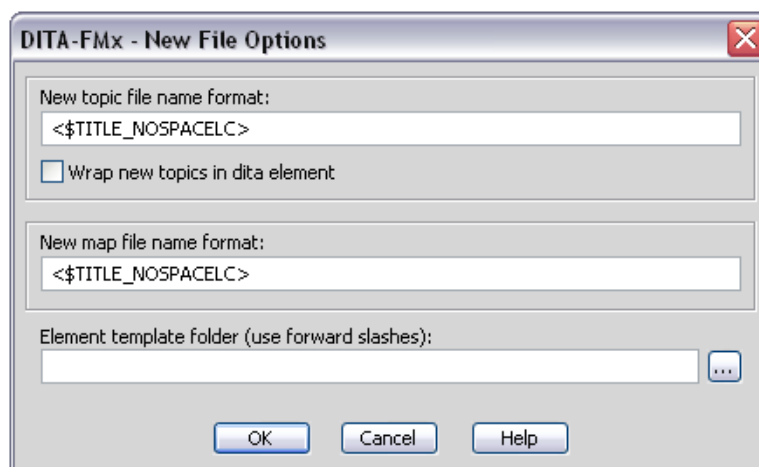 DITA-FMx - New File Options
New topic file name format:
<$TITLE_NOSPACELC>
Wrap new topics in dita element
New map file name format:
<$TITLE_NOSPACELC>
Element template folder (use forward slashes):
...
OK Cancel Help